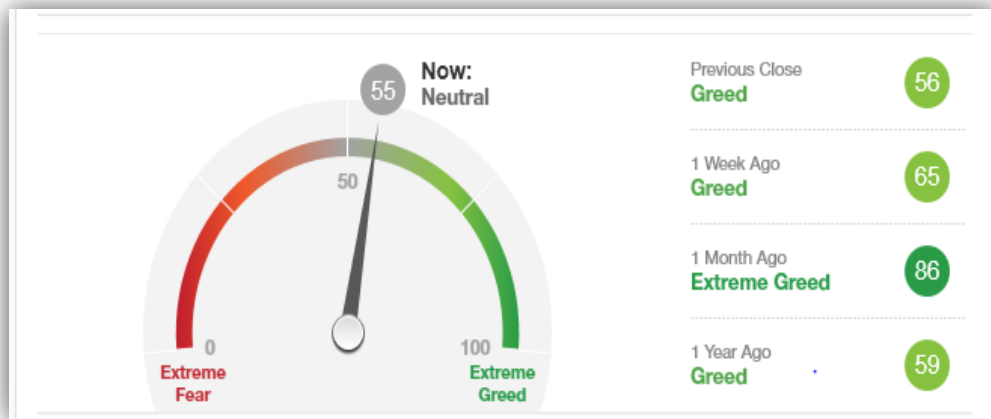 55
Now:
Neutral
50
0
Extreme
Fear
100
Extreme
Greed
Previous Close
Greed
56
1 Week Ago
Greed
65
1 Month Ago
Extreme Greed
86
1 Year Ago
Greed
59